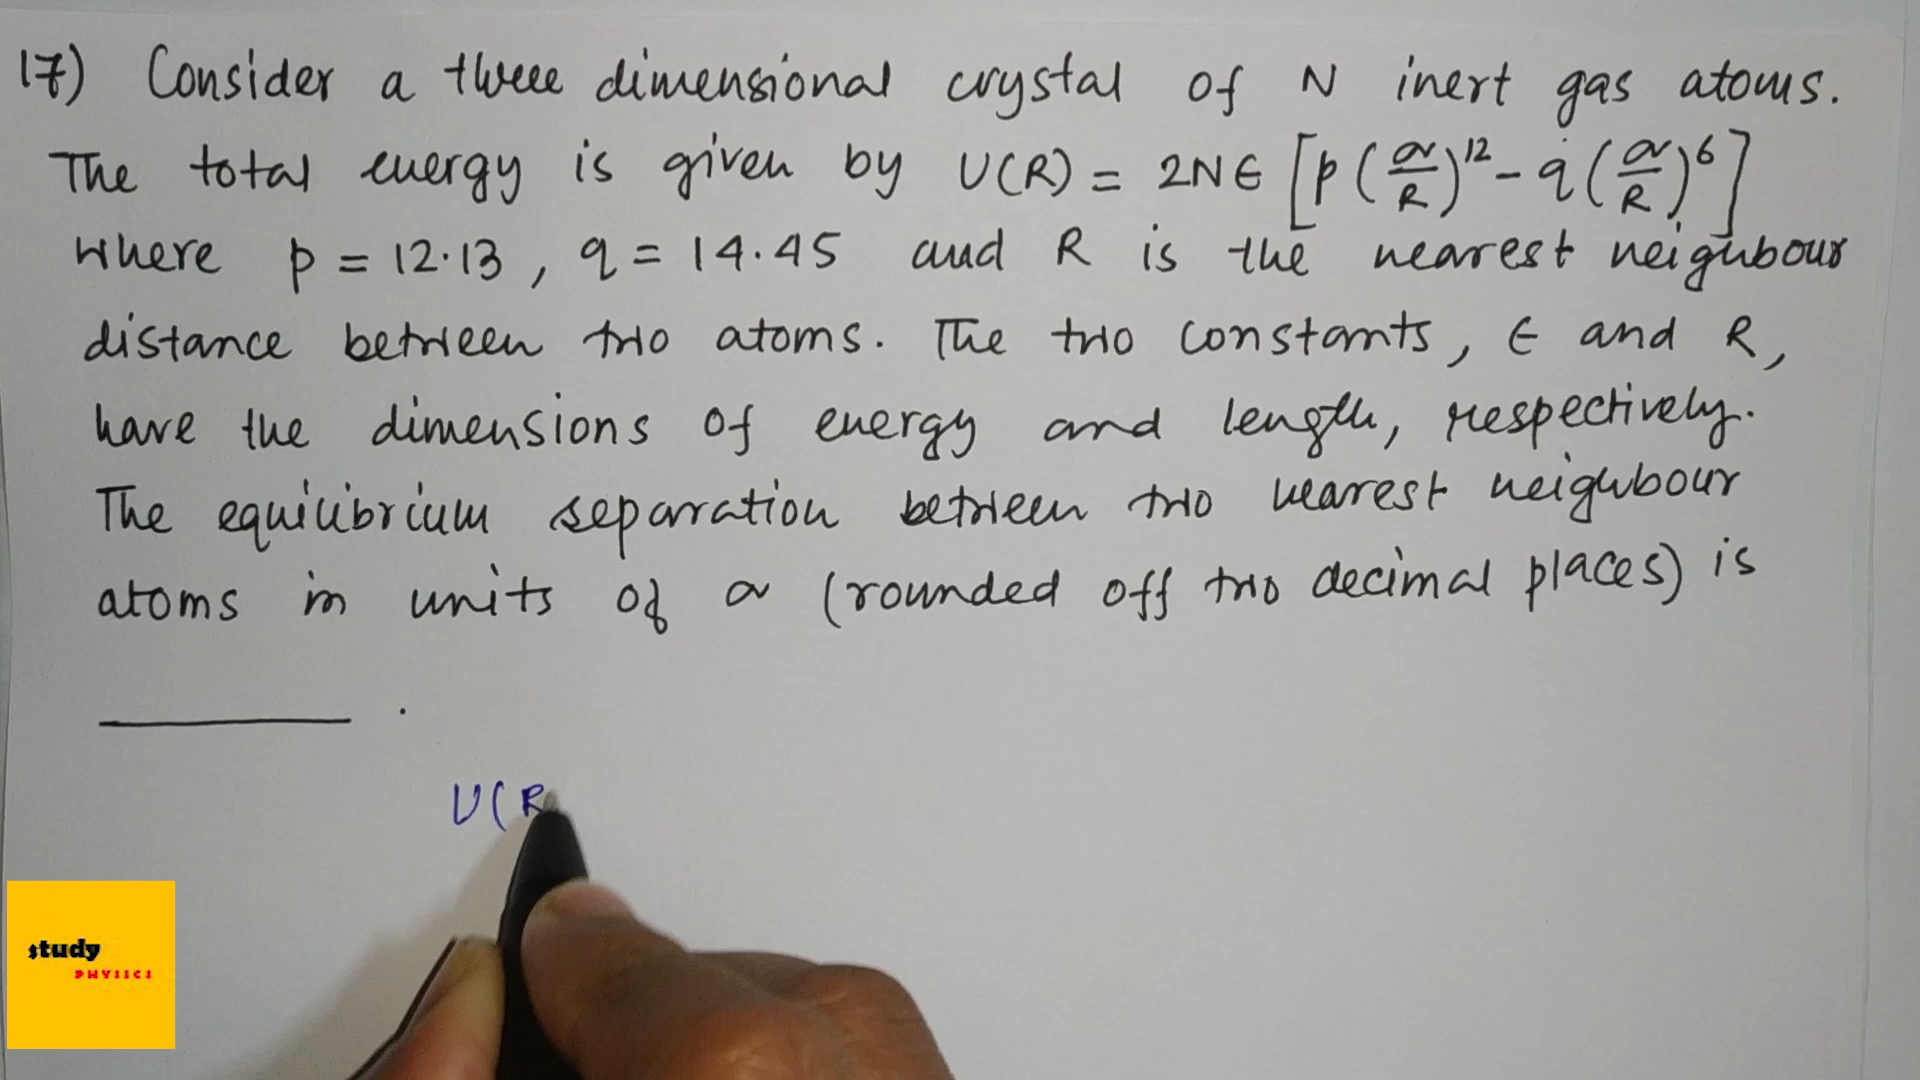 17) Consider a three dimensional crystal of N inert gas atoms.
The total energy is given by U(R) = 2Nϵ [p(σ/R)^12 - q(σ/R)^6]
where p = 12.13, q = 14.45 and R is the nearest neighbour
distance between two atoms. The two constants, ϵ and R,
have the dimensions of energy and length, respectively.
The equilibrium separation between two nearest neighbour
atoms in units of σ (rounded off two decimal places) is
________ .
U(R
study
PHYSICS